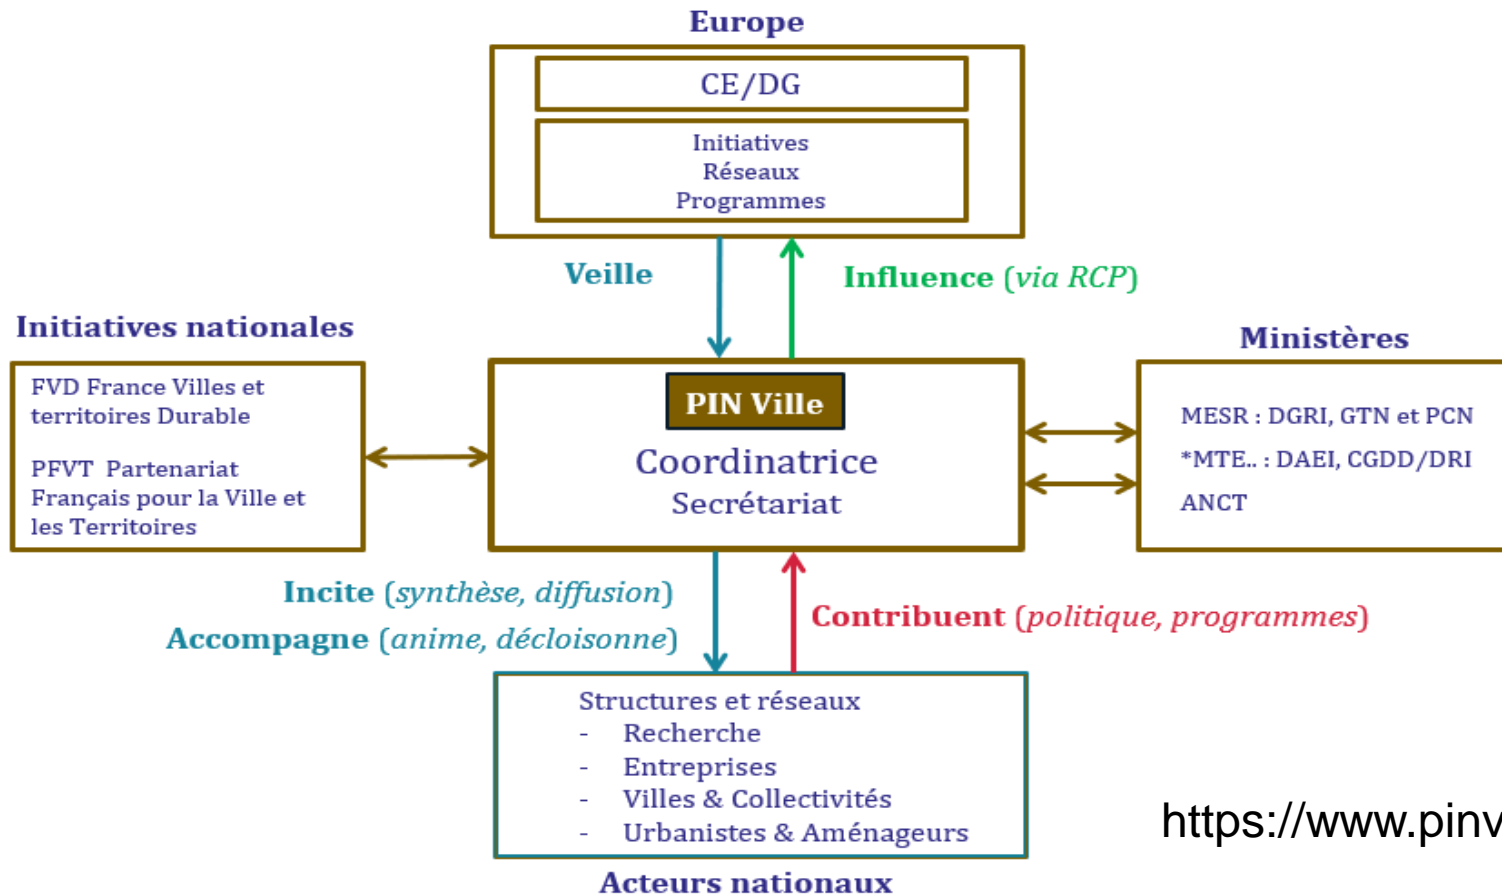 Europe
CE/DG
Initiatives
Réseaux
Programmes
Veille
Influence (via RCP)
Initiatives nationales
FVD France Villes et
territoires Durable
PFVT Partenariat
Français pour la Ville et
les Territoires
PIN Ville
Coordinatrice
Secrétariat
Ministères
MESR : DGRI, GTN et PCN
*MTE.. : DAEI, CGDD/DRI
ANCT
Incite (synthèse, diffusion)
Accompagne (anime, décloisonne)
Contribuent (politique, programmes)
Structures et réseaux
- Recherche
- Entreprises
- Villes & Collectivités
- Urbanistes & Aménageurs
https://www.pinv
Acteurs nationaux